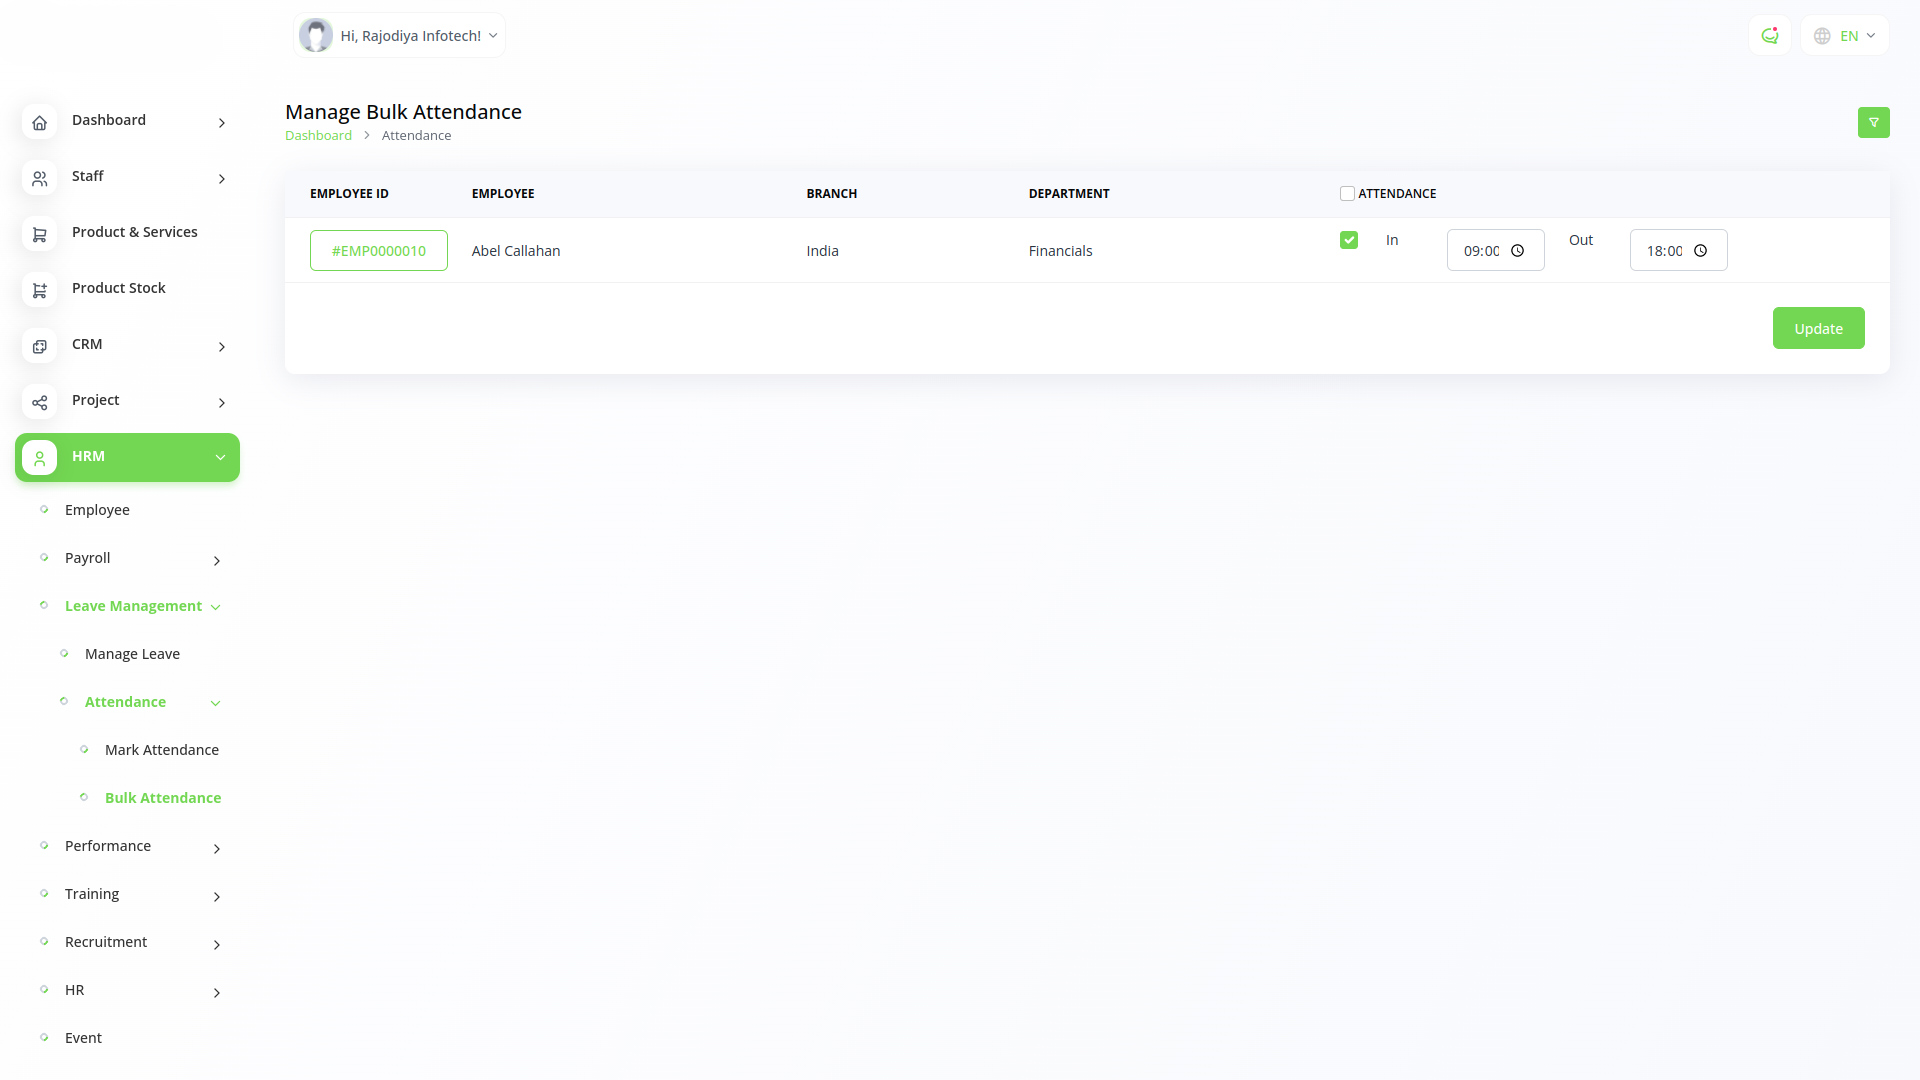 Hi, Rajodiya Infotech!
EN
Dashboard
Staff
Product & Services
Product Stock
CRM
Project
HRM
Employee
Payroll
Leave Management
Manage Leave
Attendance
Mark Attendance
Bulk Attendance
Performance
Training
Recruitment
HR
Event
Manage Bulk Attendance
Dashboard > Attendance
EMPLOYEE ID EMPLOYEE BRANCH DEPARTMENT ATTENDANCE
#EMP0000010 Abel Callahan India Financials In 09:00 Out 18:00
Update